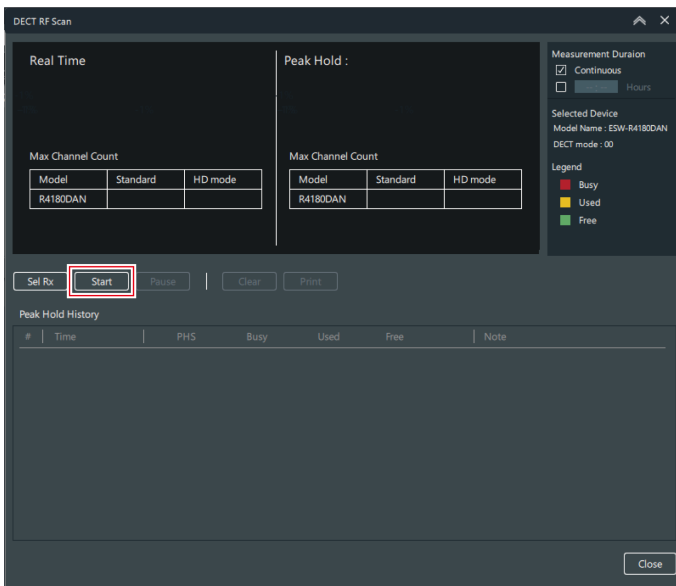 DECT RF Scan
Real Time
Max Channel Count
Model Standard HD mode
R4180DAN
Peak Hold :
Max Channel Count
Model Standard HD mode
R4180DAN
Measurement Duraion
Continuous
Hours
Selected Device
Model Name : ESW-R4180DAN
DECT mode : 00
Legend
Busy
Used
Free
Sel Rx Start Pause Clear Print
Peak Hold History
# Time PHS Busy Used Free Note
Close